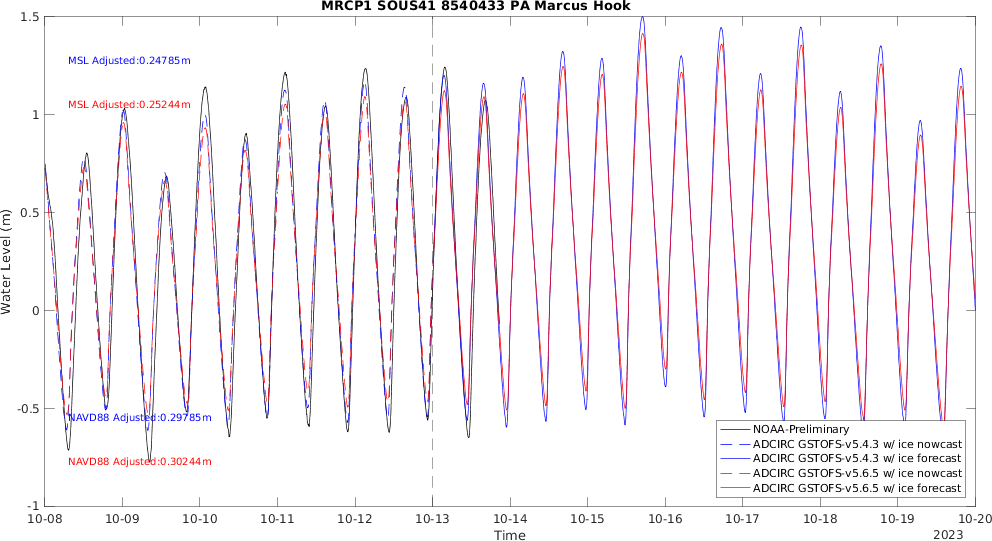 MRCP1 SOUS41 8540433 PA Marcus Hook
1.5
MSL Adjusted:0.24785m
MSL Adjusted:0.25244m
1
0.5
Water Level (m)
0
-0.5
NAVD88 Adjusted:0.29785m
NAVD88 Adjusted:0.30244m
NOAA-Preliminary
ADCIRC GSTOFS-v5.4.3 w/ ice nowcast
ADCIRC GSTOFS-v5.4.3 w/ ice forecast
ADCIRC GSTOFS-v5.6.5 w/ ice nowcast
ADCIRC GSTOFS-v5.6.5 w/ ice forecast
-1
10-08 10-09 10-10 10-11 10-12 10-13 10-14 10-15 10-16 10-17 10-18 10-19 10-20
Time
2023